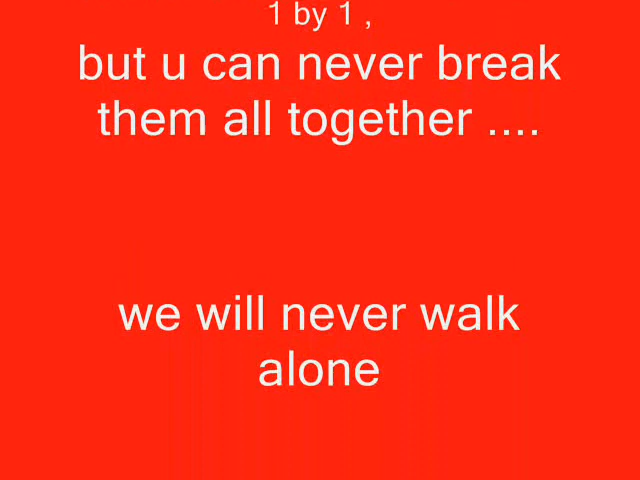 1 by 1 ,
but u can never break
them all together ....
we will never walk
alone